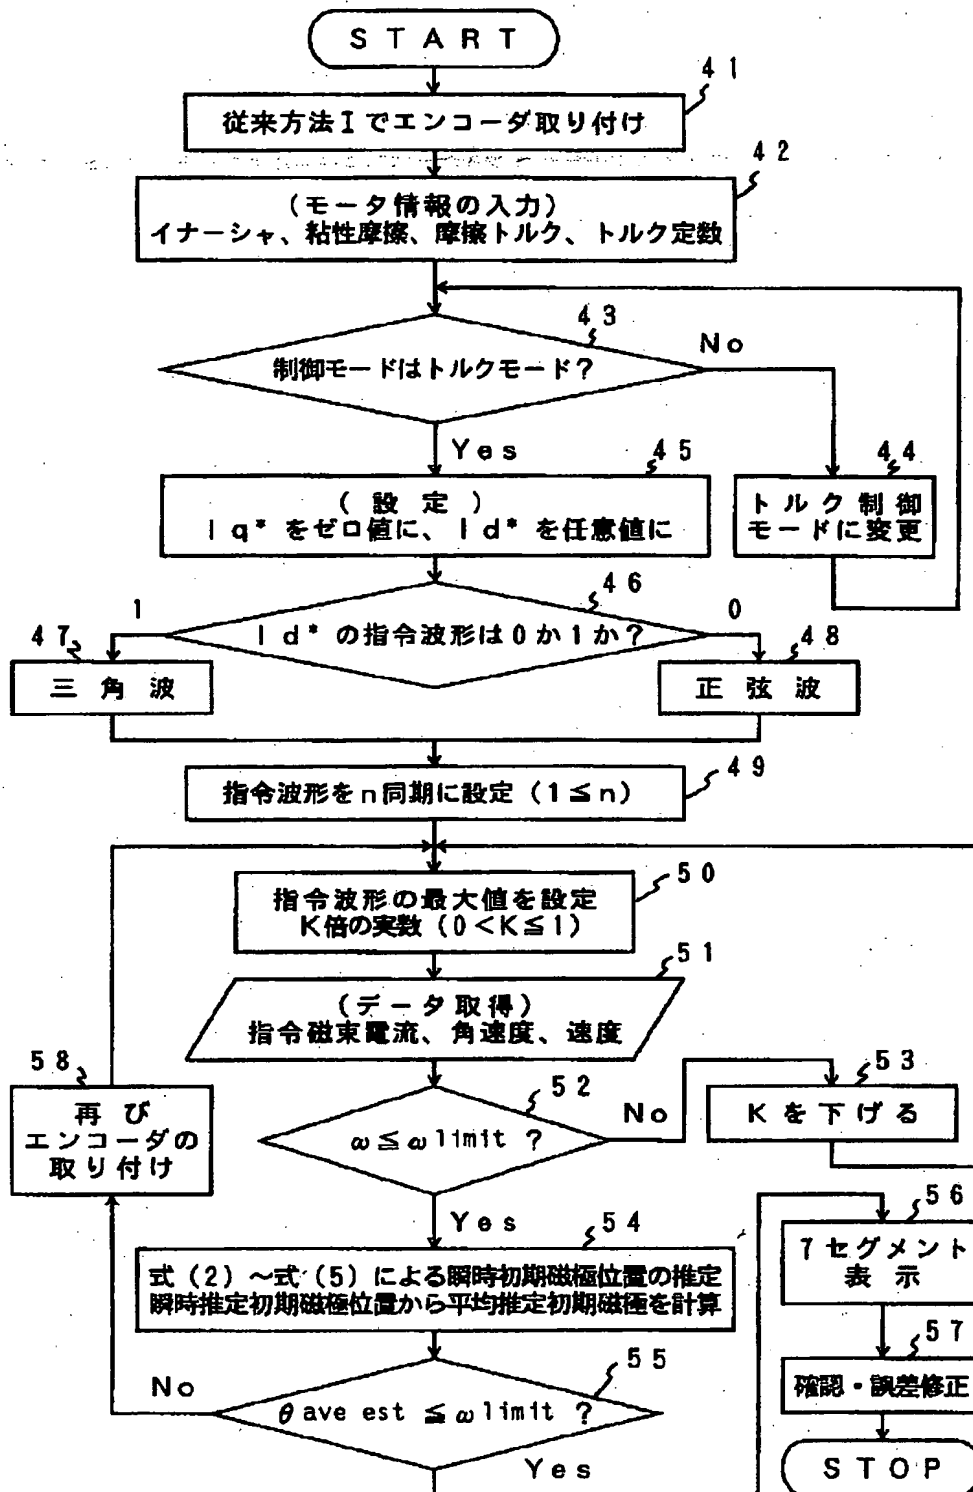 START
41
従来方法Iでエンコーダ取り付け
42
(モータ情報の入力)
イナーシャ、粘性摩擦、摩擦トルク、トルク定数
43
制御モードはトルクモード?
No
Yes
44
トルク制御
モードに変更
45
(設定)
Iq* をゼロ値に、Id* を任意値に
46
Id* の指令波形は0か1か?
1
0
47
三角波
48
正弦波
49
指令波形をn同期に設定(1≦n)
50
指令波形の最大値を設定
K倍の実数(0<K≦1)
51
(データ取得)
指令磁束電流、角速度、速度
52
ω≦ω limit ?
No
Yes
53
Kを下げる
54
式(2)~式(5)による瞬時初期磁極位置の推定
瞬時推定初期磁極位置から平均推定初期磁極を計算
55
θ ave est ≦ω limit ?
No
Yes
58
再び
エンコーダの
取り付け
56
7セグメント
表示
57
確認・誤差修正
STOP